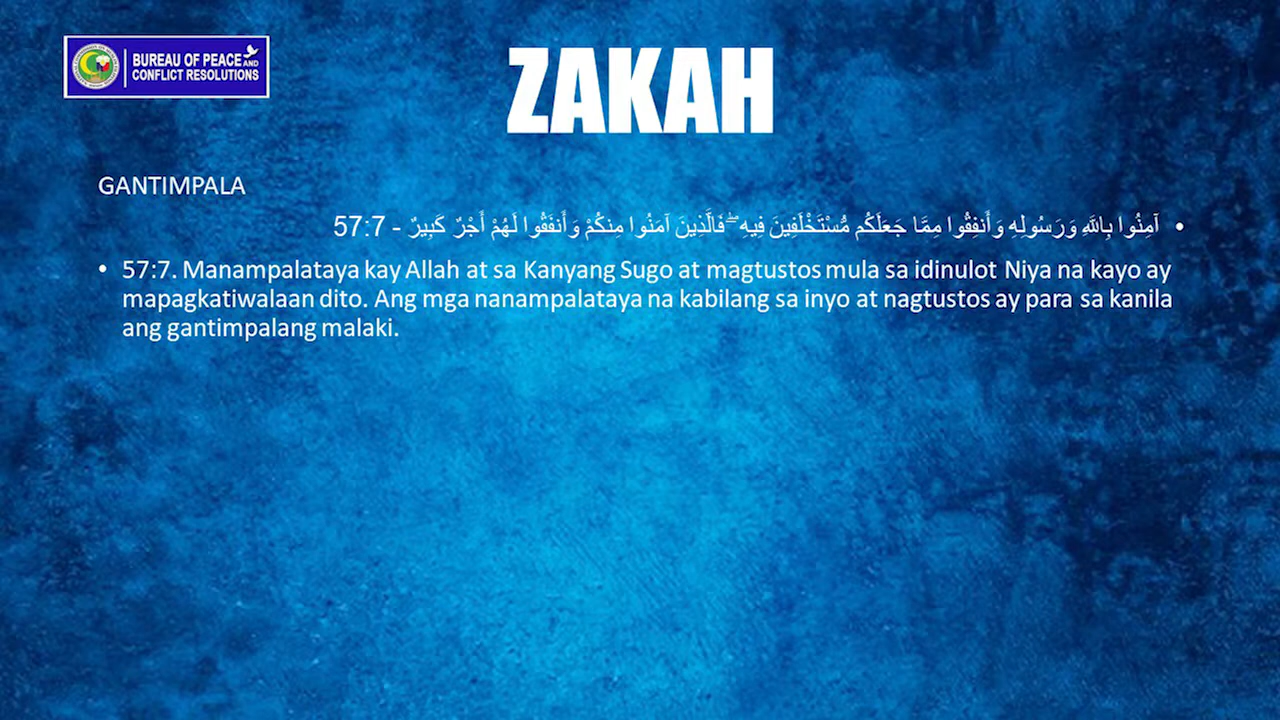 BUREAU OF PEACE AND
CONFLICT RESOLUTIONS
ZAKAH
GANTIMPALA
• آمِنُوا بِاللَّهِ وَرَسُولِهِ وَأَنفِقُوا مِمَّا جَعَلَكُم مُّسْتَخْلَفِينَ فِيهِ ۖ فَالَّذِينَ آمَنُوا مِنكُمْ وَأَنفَقُوا لَهُمْ أَجْرٌ كَبِيرٌ - 57:7
• 57:7. Manampalataya kay Allah at sa Kanyang Sugo at magtustos mula sa idinulot Niya na kayo ay
mapagkatiwalaan dito. Ang mga nanampalataya na kabilang sa inyo at nagtustos ay para sa kanila
ang gantimpalang malaki.